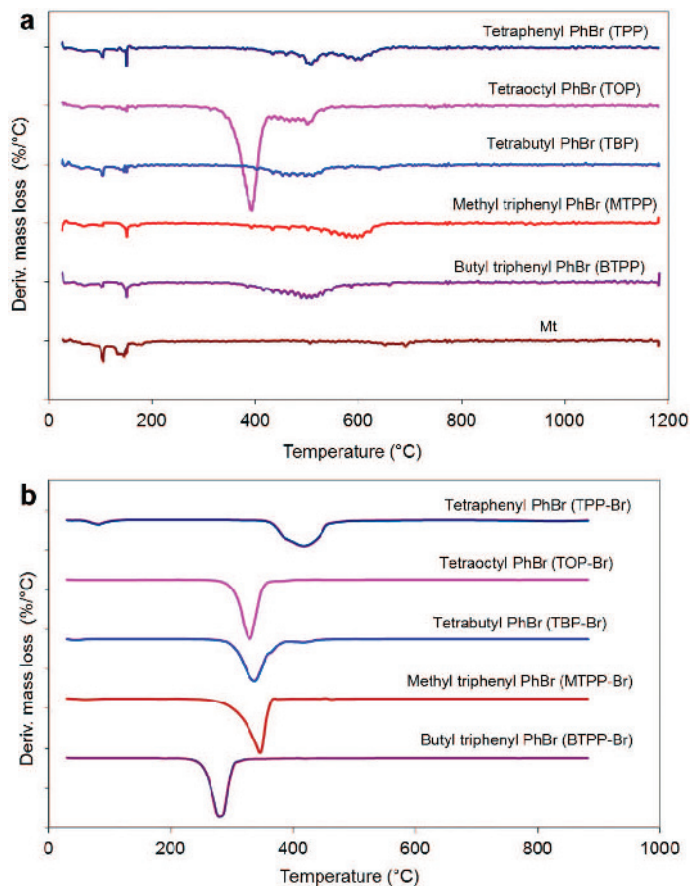 a
Tetraphenyl PhBr (TPP)
Tetraoctyl PhBr (TOP)
Tetrabutyl PhBr (TBP)
Methyl triphenyl PhBr (MTPP)
Butyl triphenyl PhBr (BTPP)
Mt
Deriv. mass loss (%/°C)
0 200 400 600 800 1000 1200
Temperature (°C)
b
Tetraphenyl PhBr (TPP-Br)
Tetraoctyl PhBr (TOP-Br)
Tetrabutyl PhBr (TBP-Br)
Methyl triphenyl PhBr (MTPP-Br)
Butyl triphenyl PhBr (BTPP-Br)
Deriv. mass loss (%/°C)
0 200 400 600 800 1000
Temperature (°C)